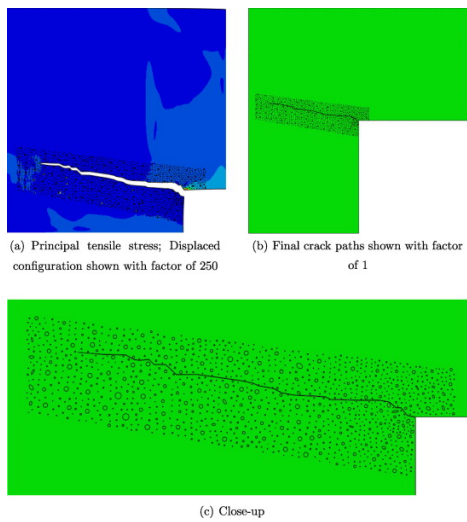 (a) Principal tensile stress; Displaced
configuration shown with factor of 250
(b) Final crack paths shown with factor
of 1
(c) Close-up